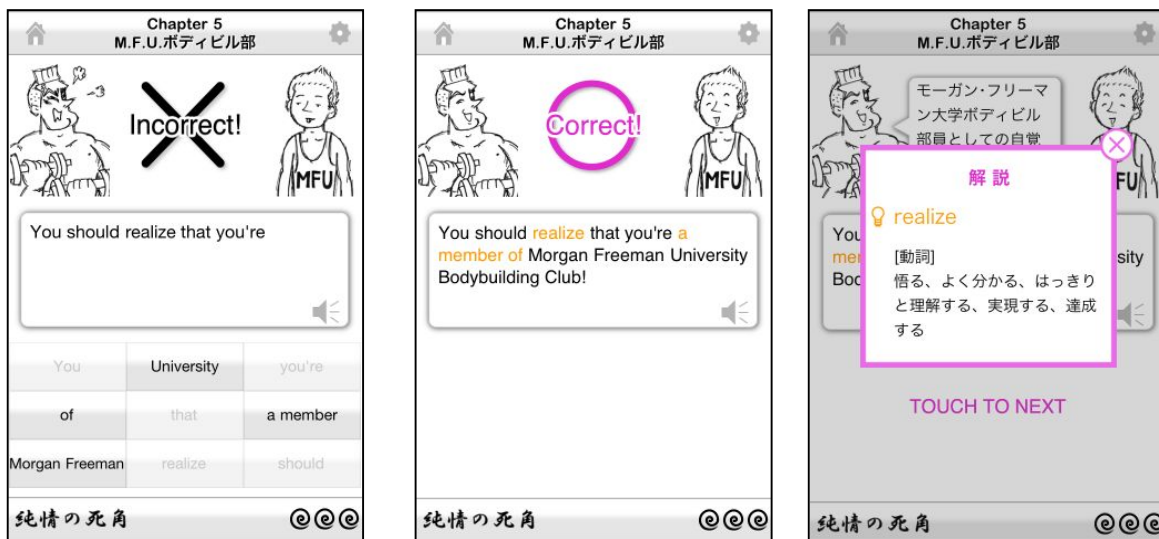 Chapter 5
M.F.U.ボディビル部
Incorrect!
MFU
You should realize that you're
You
University
you're
of
that
a member
Morgan Freeman
realize
should
純情の死角
Chapter 5
M.F.U.ボディビル部
Correct!
MFU
You should realize that you're a
member of Morgan Freeman University
Bodybuilding Club!
純情の死角
Chapter 5
M.F.U.ボディビル部
モーガン・フリーマ
ン大学ボディビル
部員としての自覚
FU
解説
realize
[動詞]
悟る、よく分かる、はっきり
と理解する、実現する、達成
する
You
mem
sity
Bod
TOUCH TO NEXT
純情の死角